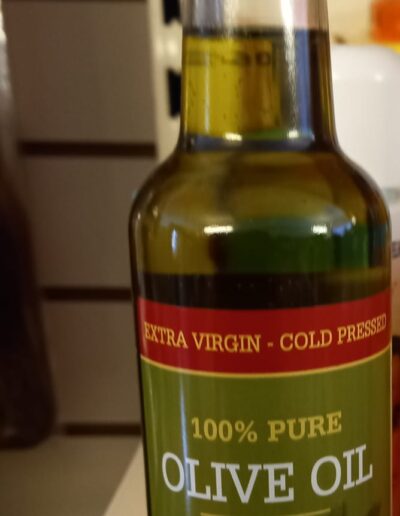 EXTRA VIRGIN - COLD PRESSED
100% PURE
OLIVE OIL